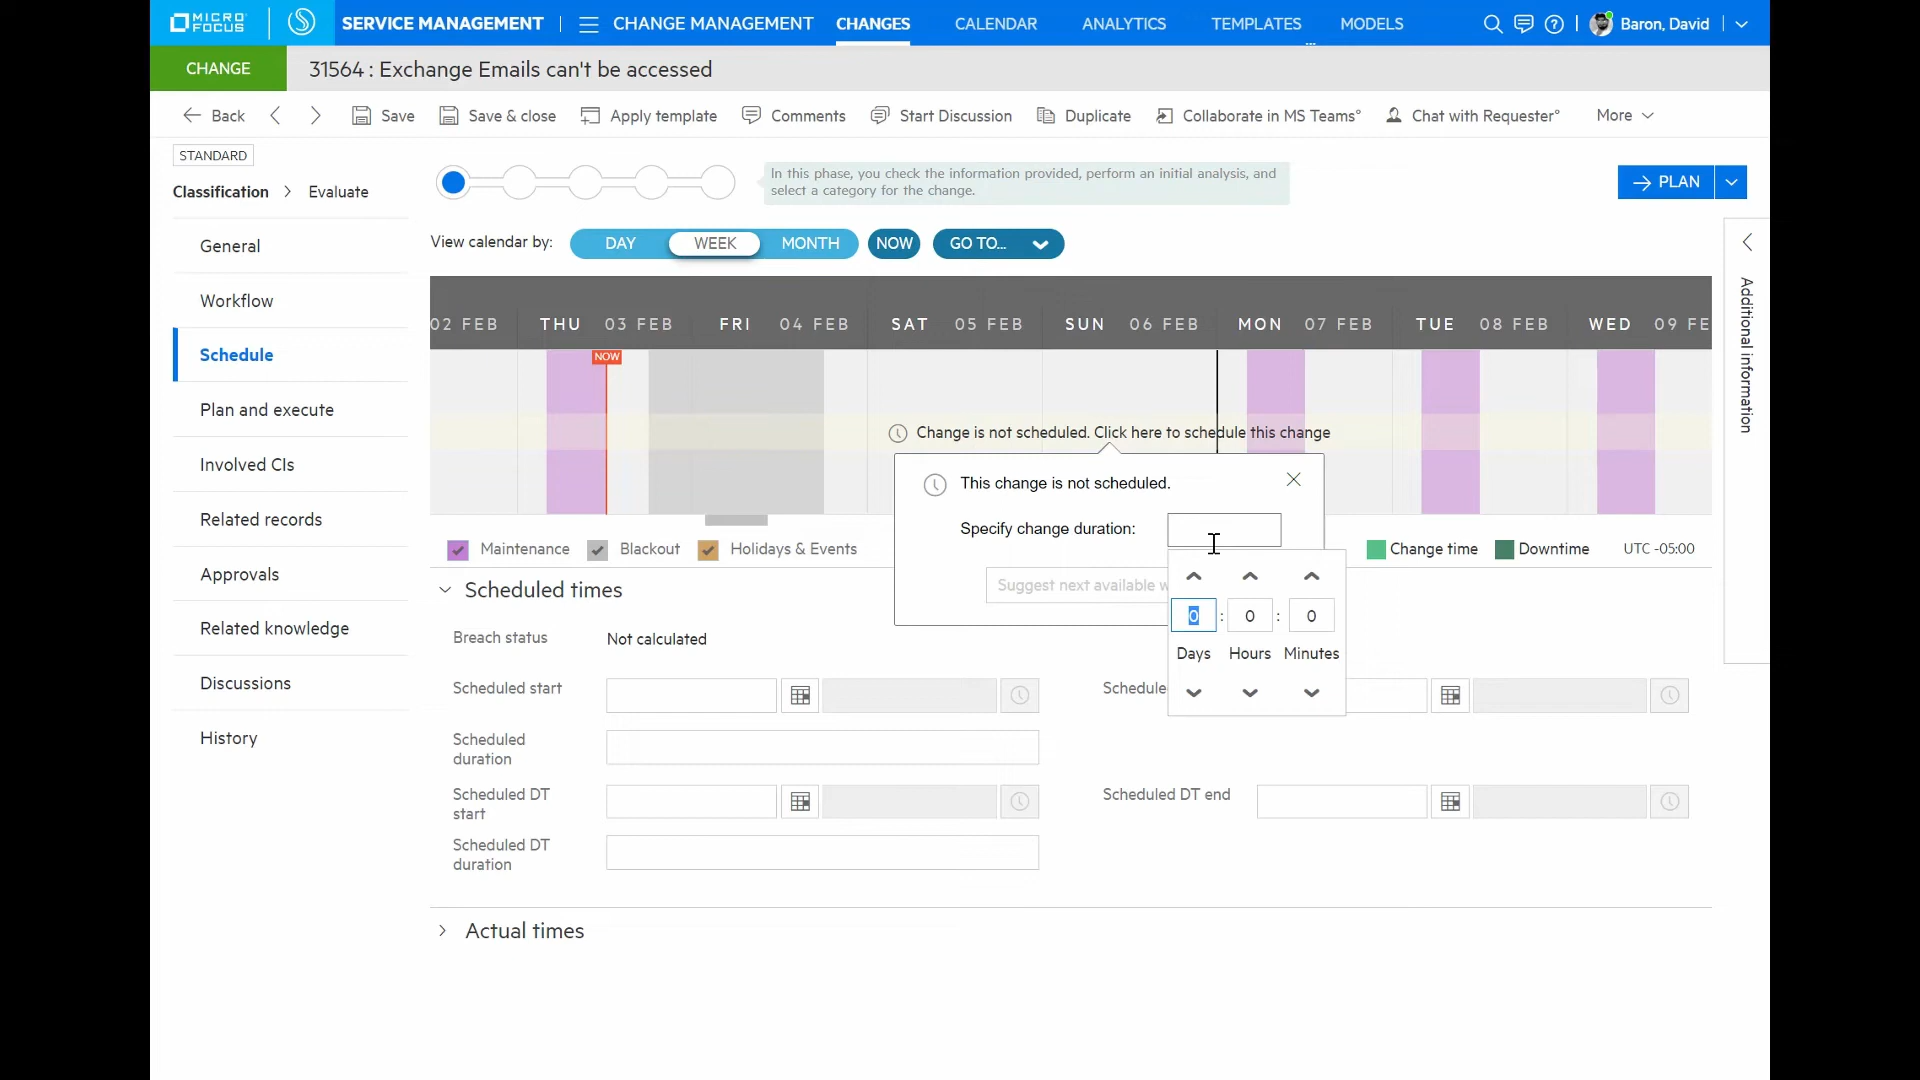 MICRO FOCUS
SERVICE MANAGEMENT
CHANGE MANAGEMENT
CHANGES
CALENDAR
ANALYTICS
TEMPLATES
MODELS
Baron, David
CHANGE
31564 : Exchange Emails can't be accessed
Back
Save
Save & close
Apply template
Comments
Start Discussion
Duplicate
Collaborate in MS Teams°
Chat with Requester°
More
STANDARD
Classification > Evaluate
In this phase, you check the information provided, perform an initial analysis, and
select a category for the change.
PLAN
General
Workflow
Schedule
Plan and execute
Involved CIs
Related records
Approvals
Related knowledge
Discussions
History
View calendar by:
DAY
WEEK
MONTH
NOW
GO TO...
02 FEB
THU 03 FEB
FRI 04 FEB
SAT 05 FEB
SUN 06 FEB
MON 07 FEB
TUE 08 FEB
WED 09 FE
NOW
Change is not scheduled. Click here to schedule this change
This change is not scheduled.
Specify change duration:
Suggest next available w
0 : 0 : 0
Days Hours Minutes
Maintenance
Blackout
Holidays & Events
Change time
Downtime
UTC -05:00
Scheduled times
Breach status
Not calculated
Scheduled start
Schedule
Scheduled
duration
Scheduled DT
start
Scheduled DT end
Scheduled DT
duration
Actual times
Additional information